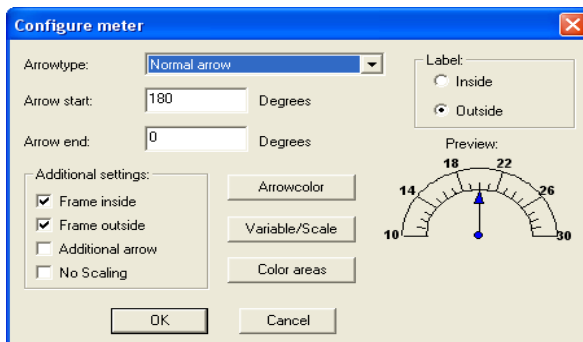 Configure meter
Arrowtype:
Normal arrow
Arrow start:
180
Degrees
Arrow end:
0
Degrees
Label:
Inside
Outside
Additional settings:
Frame inside
Frame outside
Additional arrow
No Scaling
Arrowcolor
Variable/Scale
Color areas
Preview:
18 22
14 26
10 30
OK
Cancel